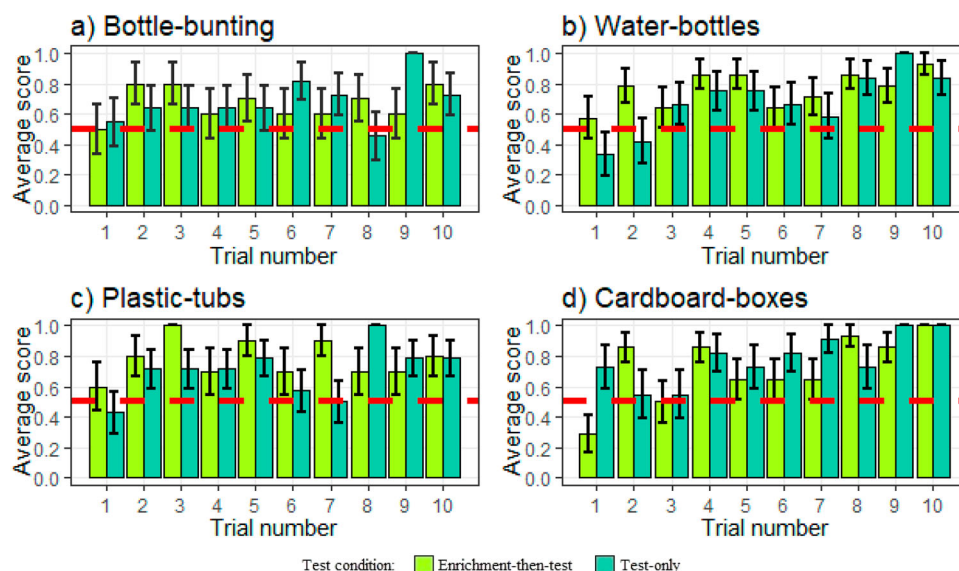 a) Bottle-bunting
Average score
1.0
0.8
0.6
0.4
0.2
0.0
1 2 3 4 5 6 7 8 9 10
Trial number
b) Water-bottles
Average score
1.0
0.8
0.6
0.4
0.2
0.0
1 2 3 4 5 6 7 8 9 10
Trial number
c) Plastic-tubs
Average score
1.0
0.8
0.6
0.4
0.2
0.0
1 2 3 4 5 6 7 8 9 10
Trial number
d) Cardboard-boxes
Average score
1.0
0.8
0.6
0.4
0.2
0.0
1 2 3 4 5 6 7 8 9 10
Trial number
Test condition: Enrichment-then-test Test-only